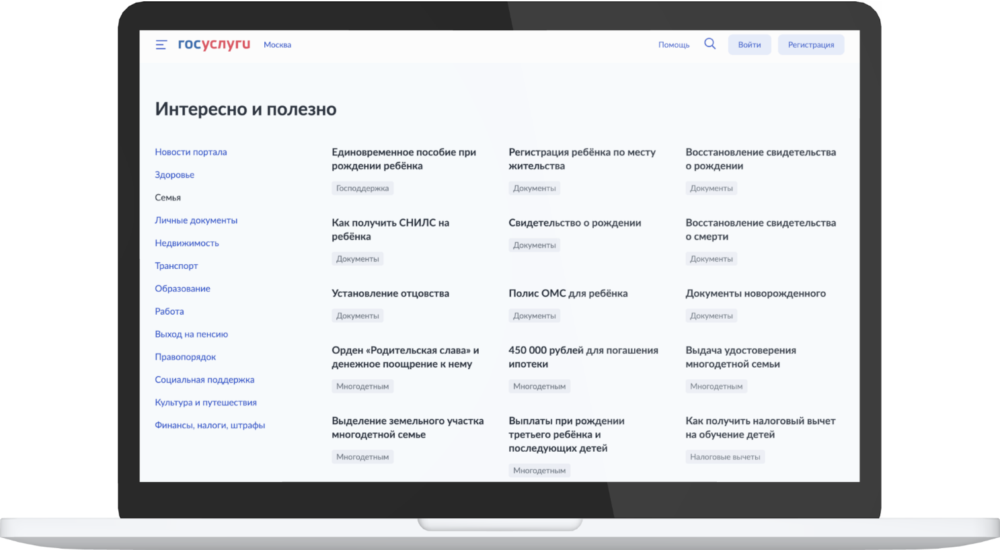 госуслуги Москва Помощь Войти Регистрация
Интересно и полезно
Новости портала
Здоровье
Семья
Личные документы
Недвижимость
Транспорт
Образование
Работа
Выход на пенсию
Правопорядок
Социальная поддержка
Культура и путешествия
Финансы, налоги, штрафы
Единовременное пособие при
рождении ребёнка
Господдержка
Регистрация ребёнка по месту
жительства
Документы
Восстановление свидетельства
о рождении
Документы
Как получить СНИЛС на
ребёнка
Документы
Свидетельство о рождении
Документы
Восстановление свидетельства
о смерти
Документы
Установление отцовства
Документы
Полис ОМС для ребёнка
Документы
Документы новорожденного
Документы
Орден «Родительская слава» и
денежное поощрение к нему
Многодетным
450 000 рублей для погашения
ипотеки
Многодетным
Выдача удостоверения
многодетной семьи
Многодетным
Выделение земельного участка
многодетной семье
Многодетным
Выплаты при рождении
третьего ребёнка и
последующих детей
Многодетным
Как получить налоговый вычет
на обучение детей
Налоговые вычеты